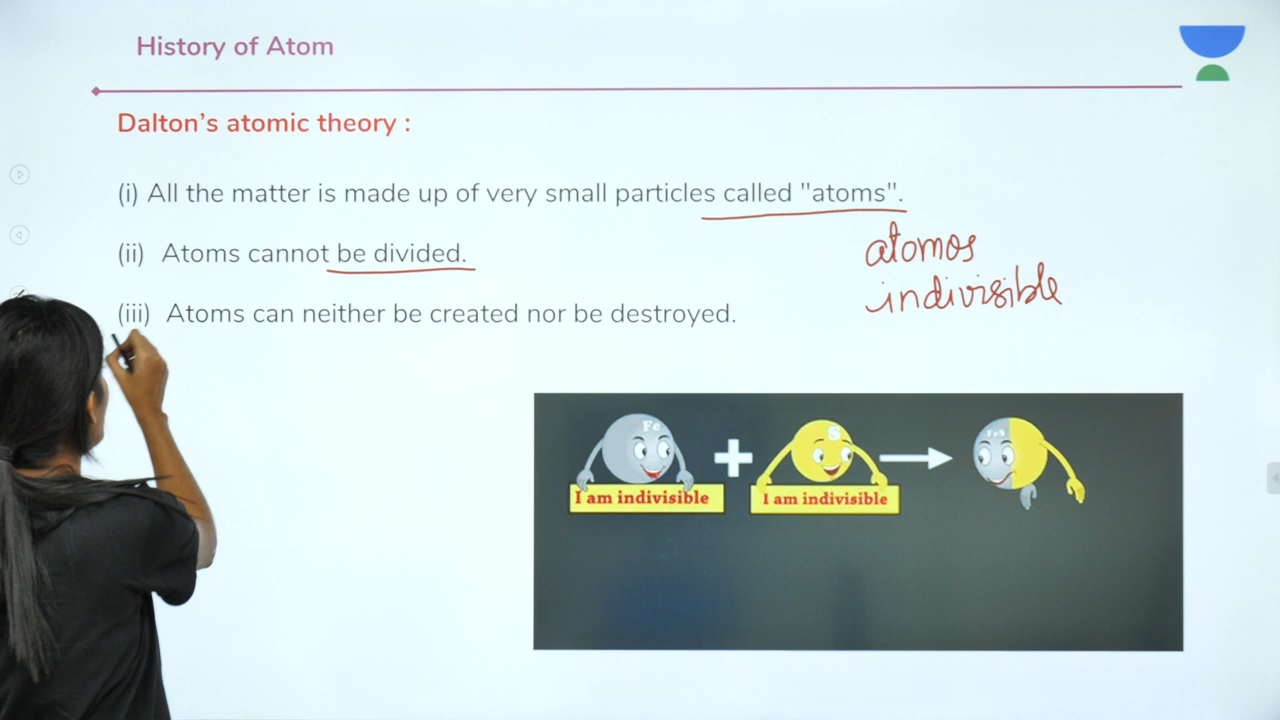 History of Atom
Dalton’s atomic theory :
(i) All the matter is made up of very small particles called "atoms".
(ii) Atoms cannot be divided.
(iii) Atoms can neither be created nor be destroyed.
atomos
indivisible
Fe
S
FeS
I am indivisible
I am indivisible